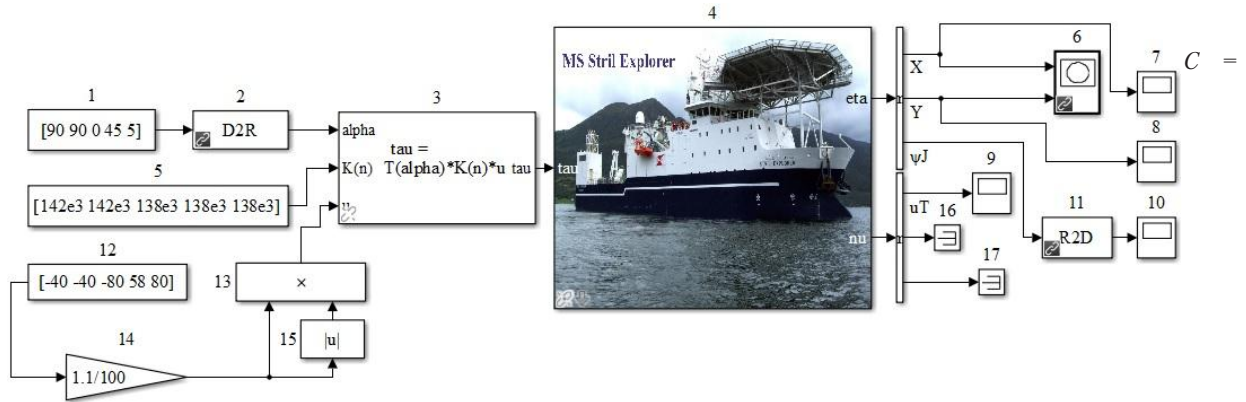 4
MS Stril Explorer
eta
nu
tau
1
[90 90 0 45 5]
2
D2R
3
alpha
K(n)
u
tau =
T(alpha)*K(n)*u
tau
5
[142e3 142e3 138e3 138e3 138e3]
12
[-40 -40 -80 58 80]
13
×
14
1.1/100
15
|u|
X
Y
ψJ
uT
r
r
6
7
8
9
10
11
R2D
16
17
C =